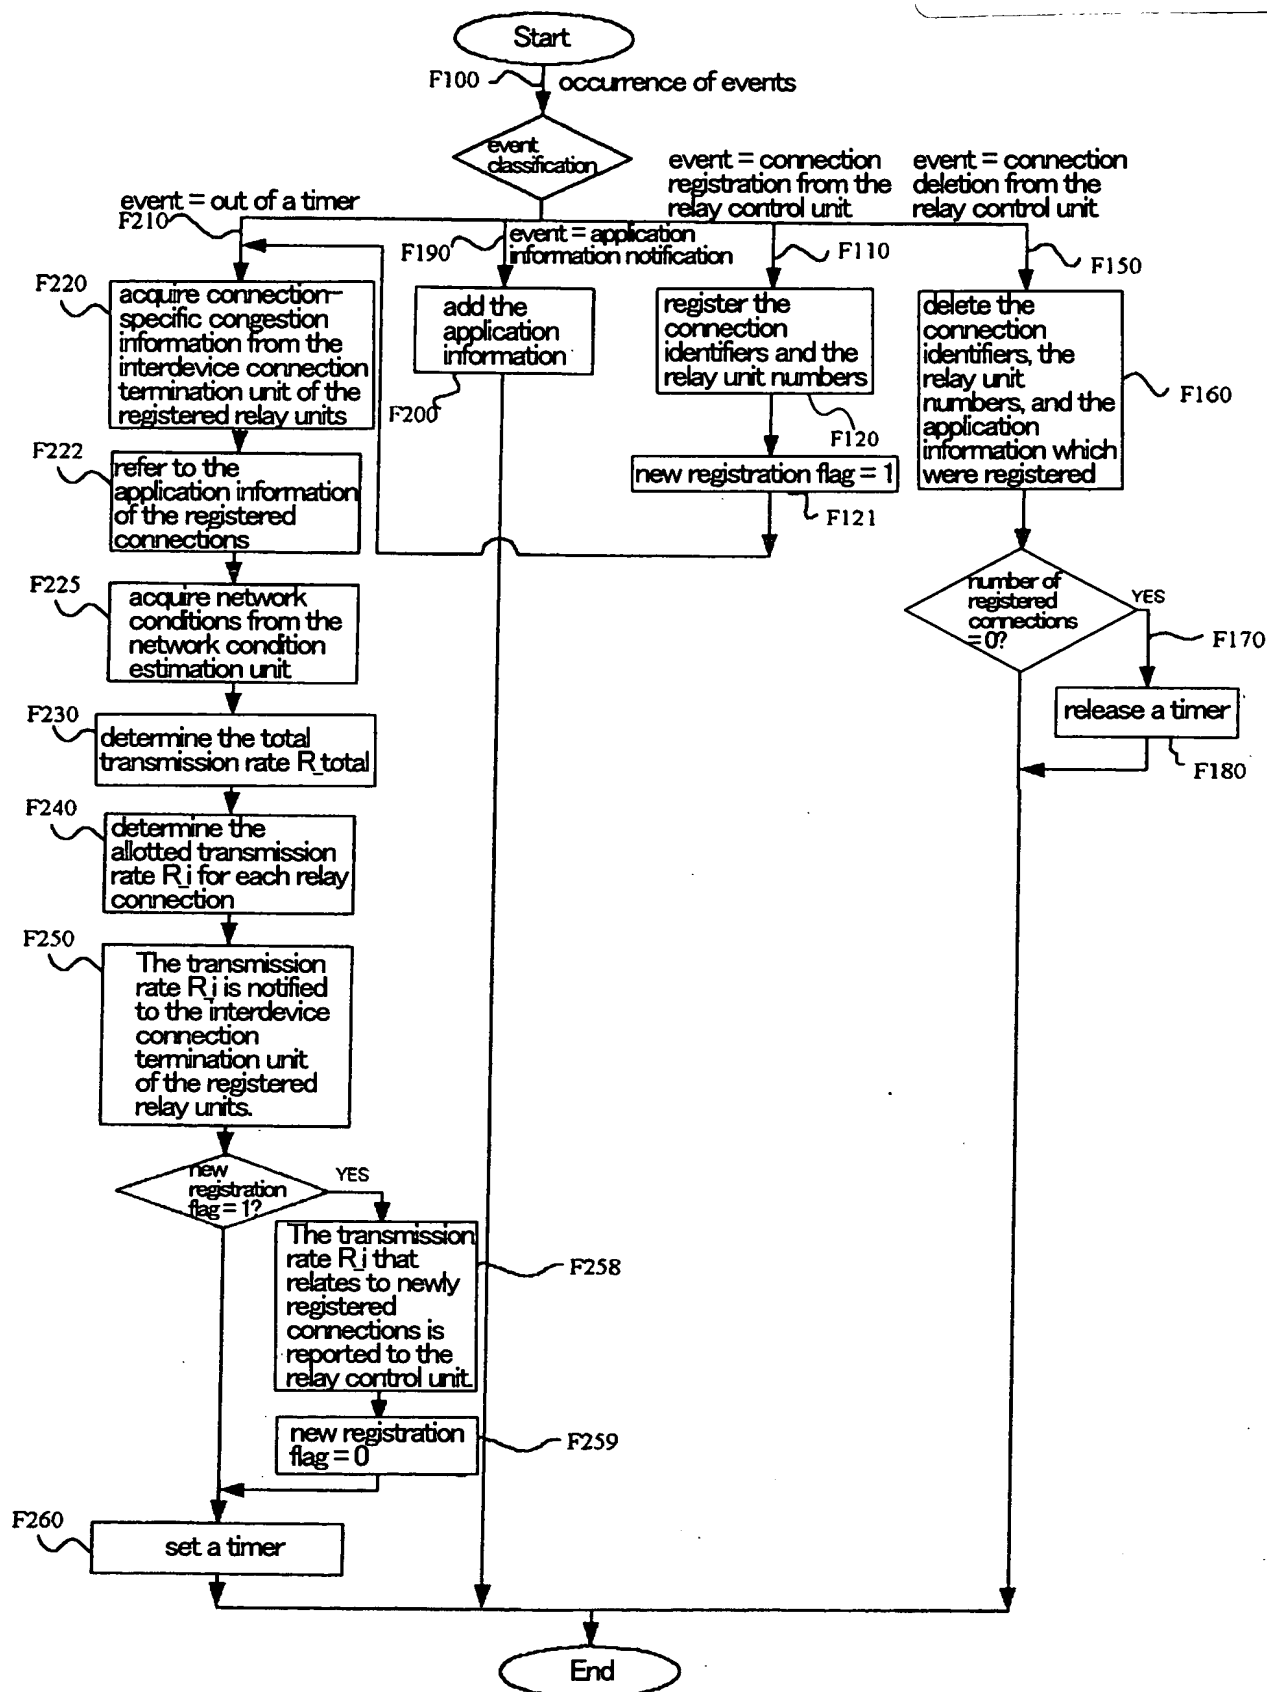 Start
F100
occurrence of events
event
classification
event = out of a timer
F210
F190
event = application
information notification
event = connection
registration from the
relay control unit
F110
event = connection
deletion from the
relay control unit
F150
F220
acquire connection-
specific congestion
information from the
interdevice connection
termination unit of the
registered relay units
add the
application
information
F200
register the
connection
identifiers and the
relay unit numbers
F120
delete the
connection
identifiers, the
relay unit
numbers, and the
application
information which
were registered
F160
F222
refer to the
application information
of the registered
connections
new registration flag = 1
F121
F225
acquire network
conditions from the
network condition
estimation unit
number of
registered
connections
= 0?
YES
F170
release a timer
F180
F230
determine the total
transmission rate R_total
F240
determine the
allotted transmission
rate R_i for each relay
connection
F250
The transmission
rate R_i is notified
to the interdevice
connection
termination unit
of the registered
relay units.
new
registration
flag = 1?
YES
The transmission
rate R_i that
relates to newly
registered
connections is
reported to the
relay control unit.
F258
new registration
flag = 0
F259
F260
set a timer
End